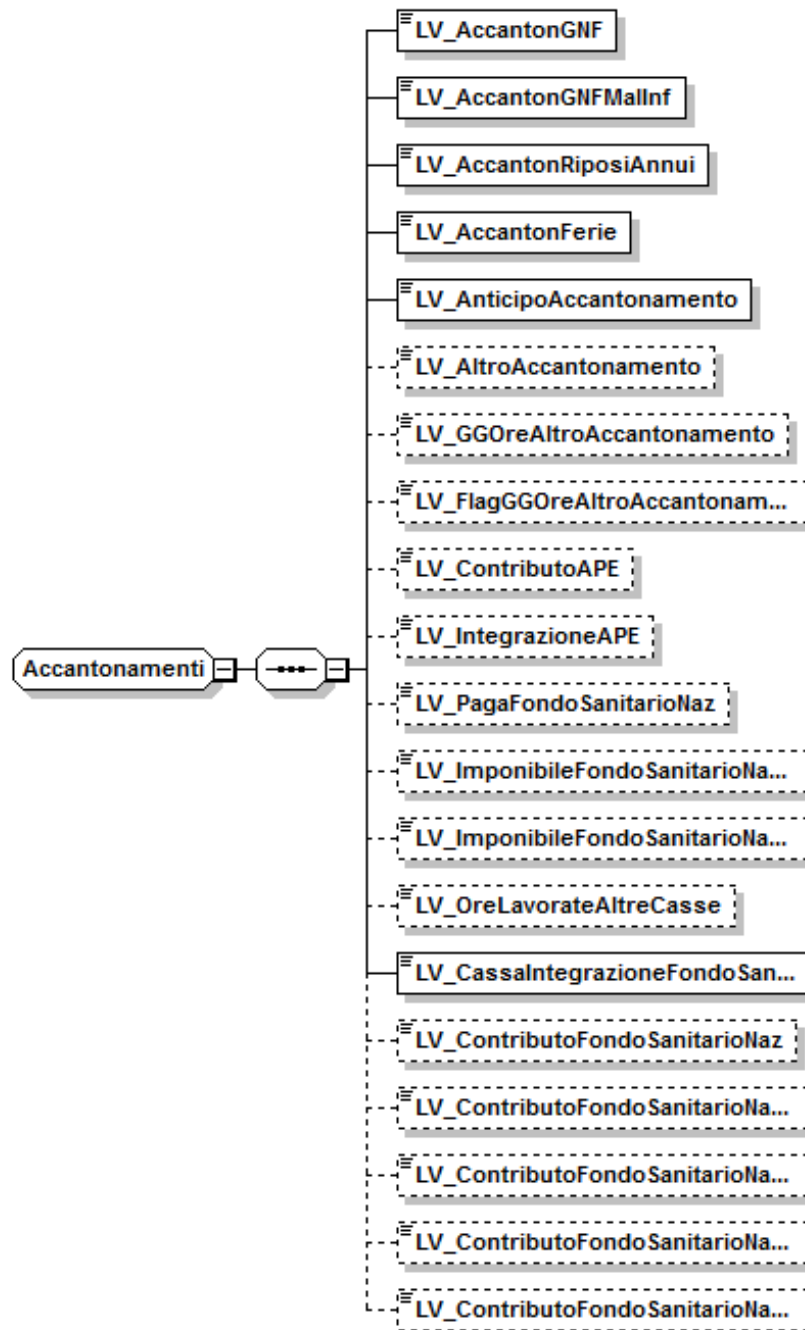 LV_AccantonGNF
LV_AccantonGNFMalInf
LV_AccantonRiposiAnnui
LV_AccantonFerie
LV_AnticipoAccantonamento
LV_AltroAccantonamento
LV_GGOreAltroAccantonamento
LV_FlagGGOreAltroAccantonam...
LV_ContributoAPE
LV_IntegrazioneAPE
Accantonamenti
LV_PagaFondoSanitarioNaz
LV_ImponibileFondoSanitarioNa...
LV_ImponibileFondoSanitarioNa...
LV_OreLavorateAltreCasse
LV_CassaIntegrazioneFondoSan...
LV_ContributoFondoSanitarioNaz
LV_ContributoFondoSanitarioNa...
LV_ContributoFondoSanitarioNa...
LV_ContributoFondoSanitarioNa...
LV_ContributoFondoSanitarioNa...